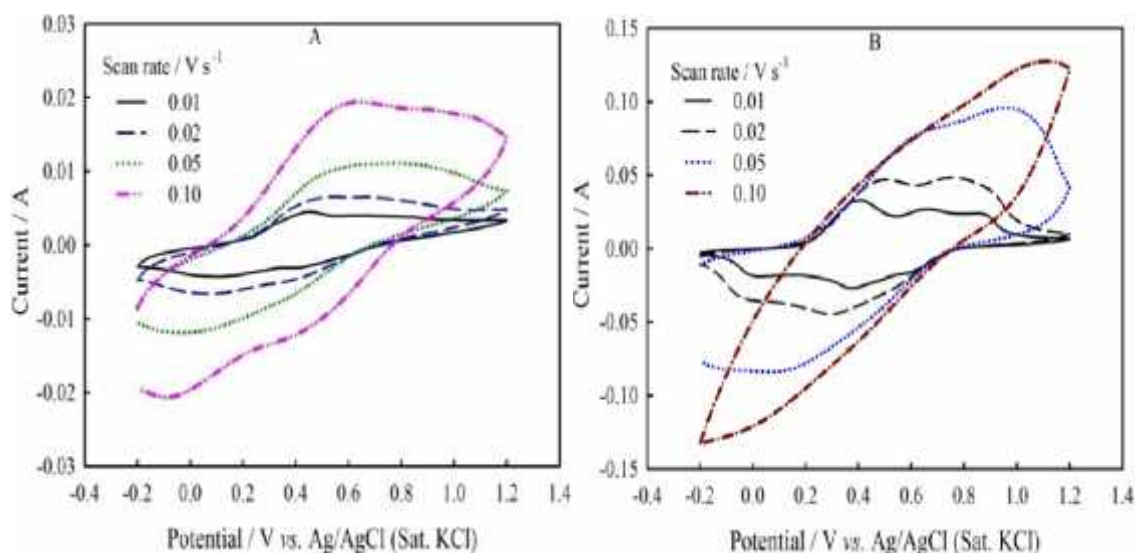 A
Scan rate / V s⁻¹
0.01
0.02
0.05
0.10
0.03
0.02
0.01
0.00
-0.01
-0.02
-0.03
Current / A
-0.4 -0.2 0.0 0.2 0.4 0.6 0.8 1.0 1.2 1.4
Potential / V vs. Ag/AgCl (Sat. KCl)
B
Scan rate / V s⁻¹
0.01
0.02
0.05
0.10
0.15
0.10
0.05
0.00
-0.05
-0.10
-0.15
Current / A
-0.4 -0.2 0.0 0.2 0.4 0.6 0.8 1.0 1.2 1.4
Potential / V vs. Ag/AgCl (Sat. KCl)